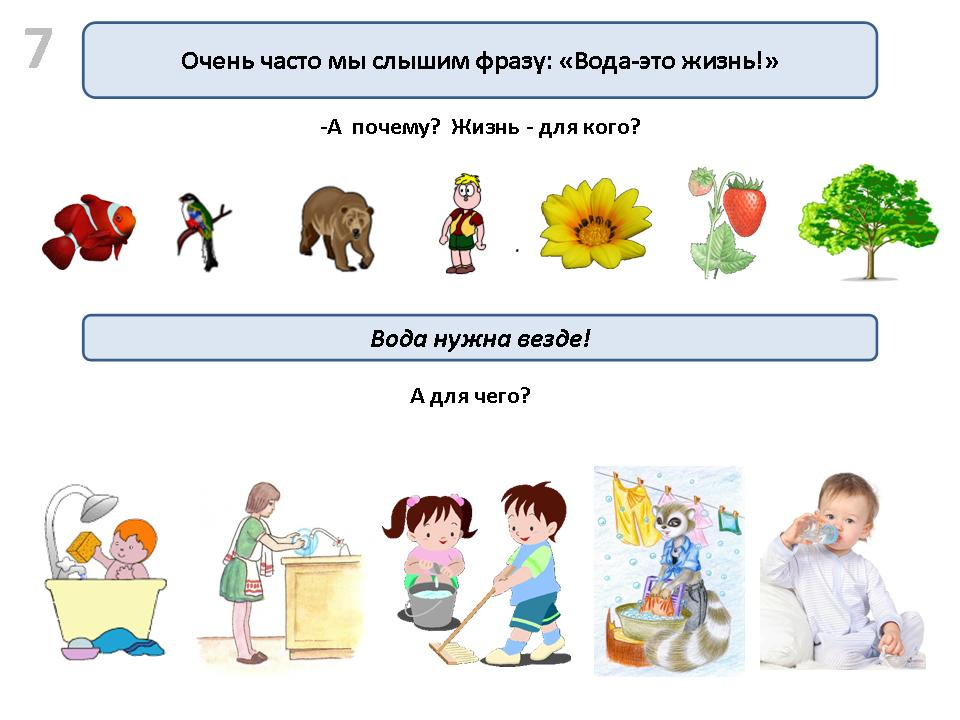 7
Очень часто мы слышим фразу: «Вода-это жизнь!»
-А почему? Жизнь - для кого?
.
Вода нужна везде!
А для чего?